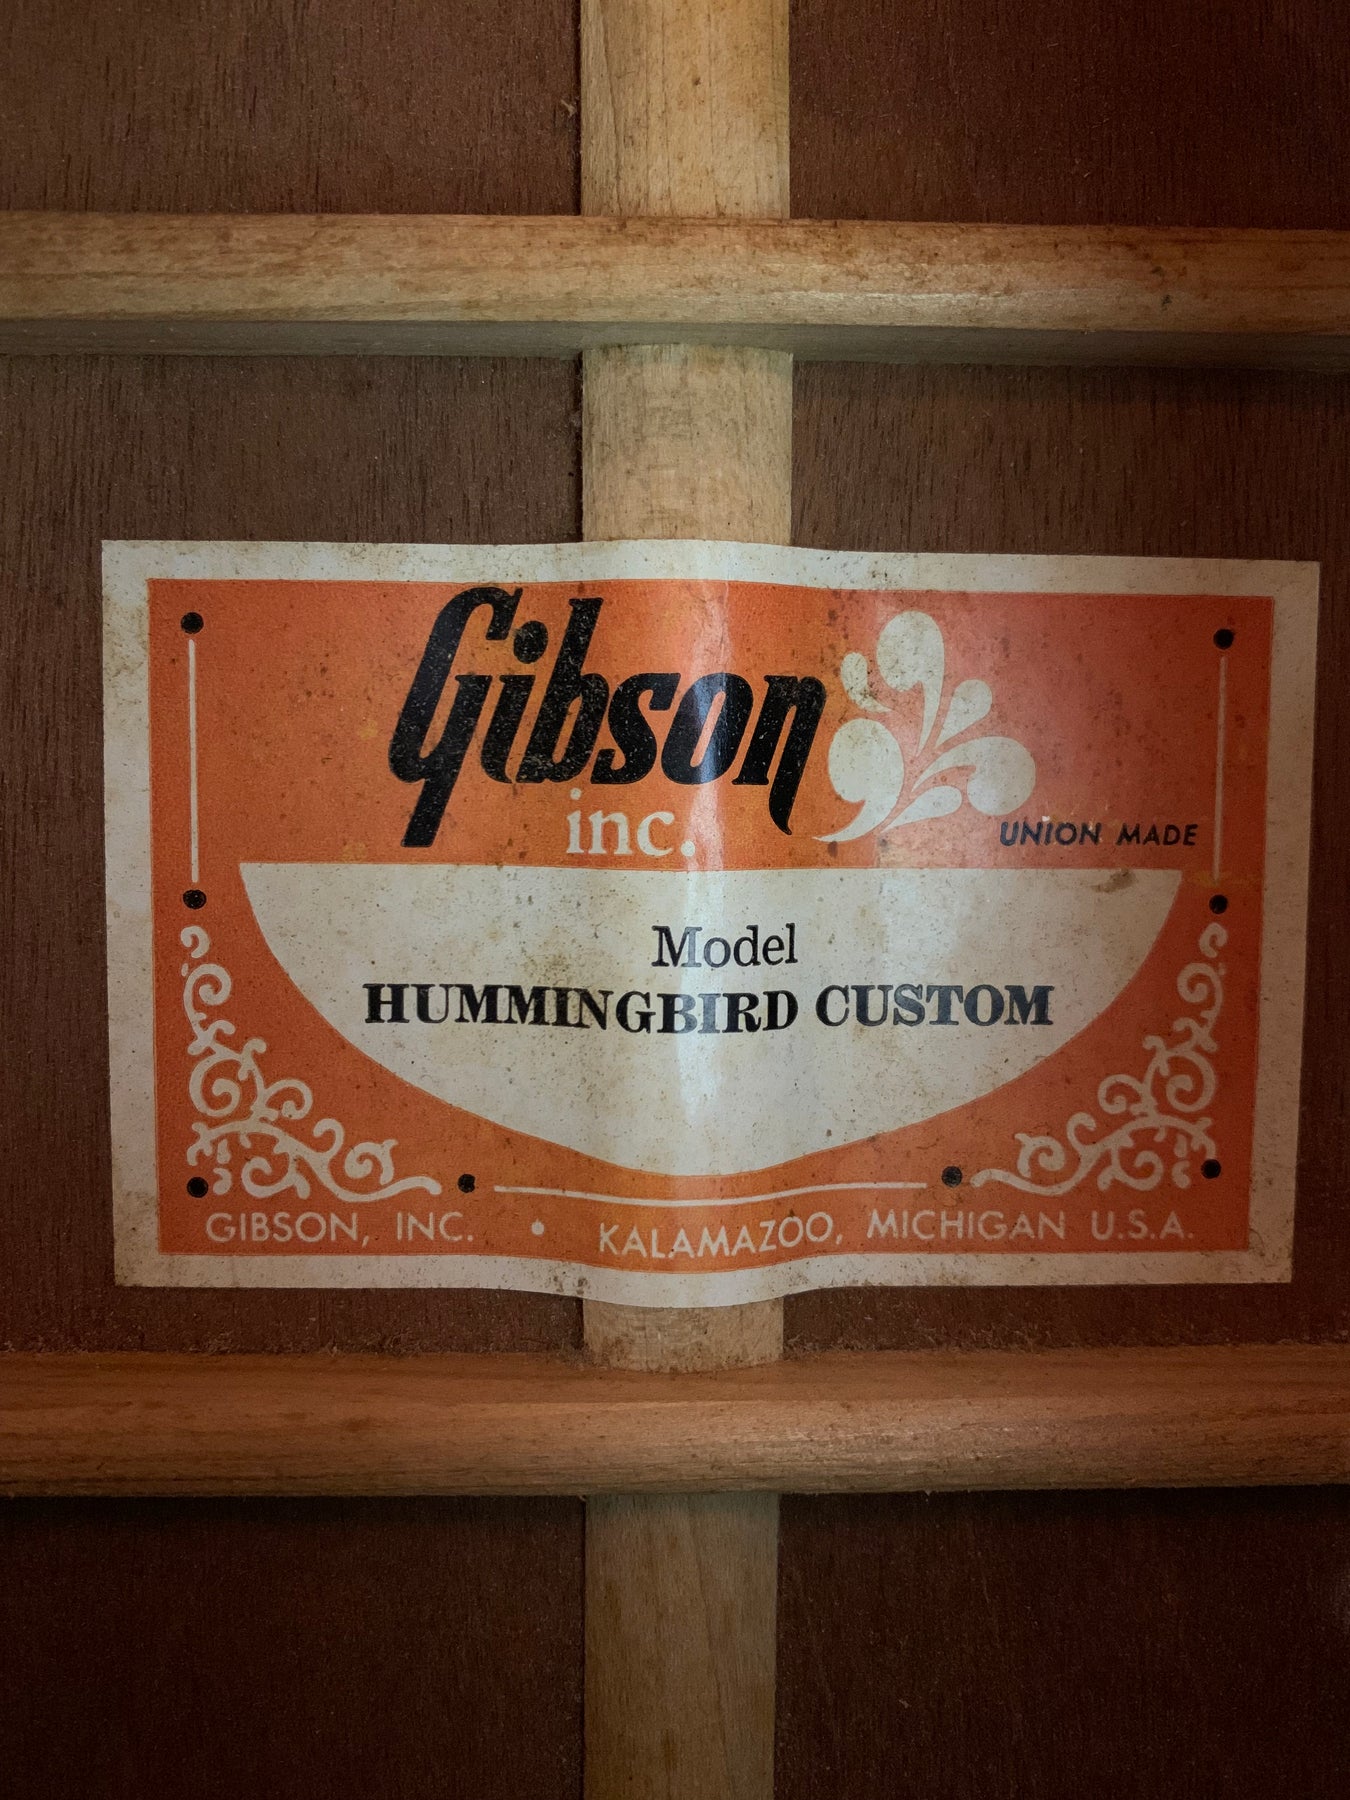 Gibson
inc.
UNION MADE
Model
HUMMINGBIRD CUSTOM
GIBSON, INC. • KALAMAZOO, MICHIGAN U.S.A.